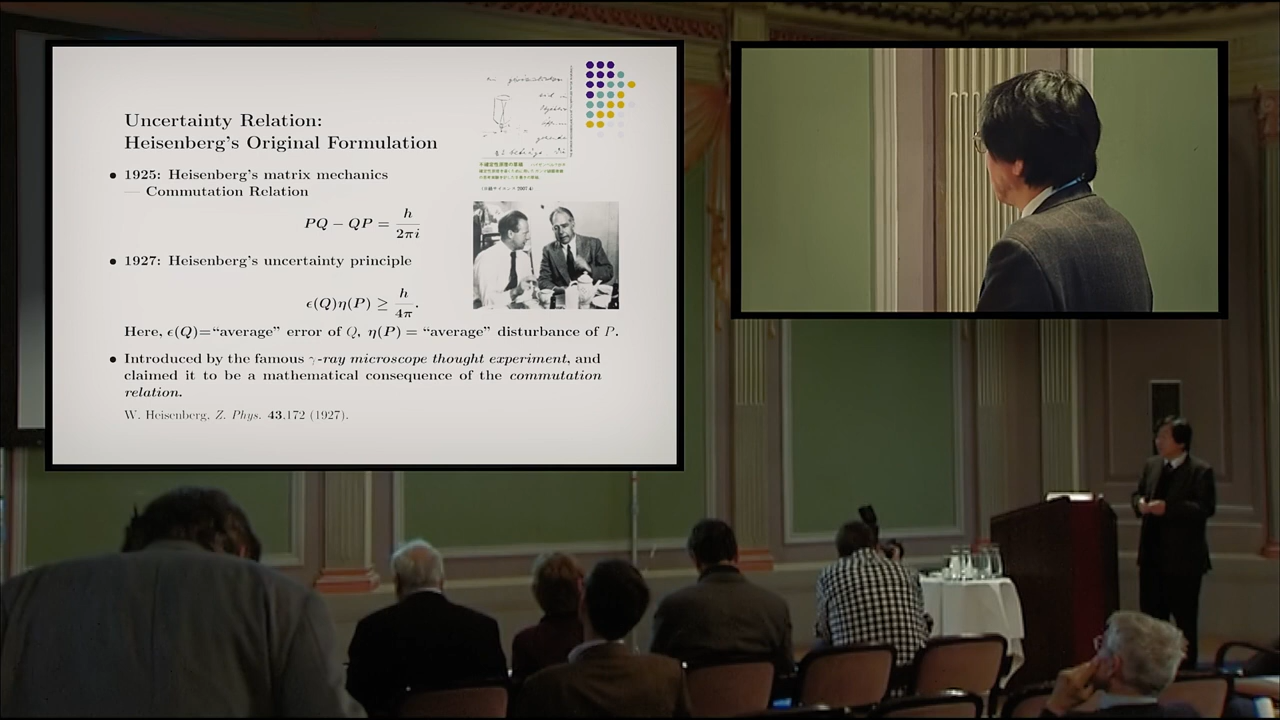 Uncertainty Relation:
Heisenberg's Original Formulation
• 1925: Heisenberg's matrix mechanics
— Commutation Relation
PQ − QP = h/2πi
• 1927: Heisenberg's uncertainty principle
ϵ(Q)η(P) ≥ h/4π.
Here, ϵ(Q)="average" error of Q, η(P) = "average" disturbance of P.
• Introduced by the famous γ-ray microscope thought experiment, and
claimed it to be a mathematical consequence of the commutation
relation.
W. Heisenberg, Z. Phys. 43.172 (1927).